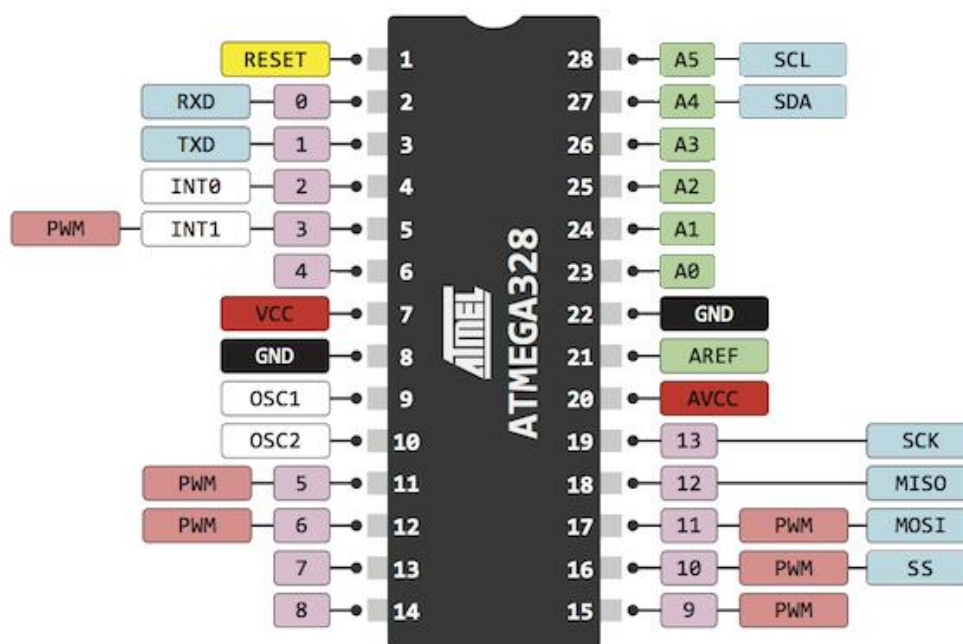 RESET 1 28 A5 SCL
RXD 0 2 27 A4 SDA
TXD 1 3 26 A3
INT0 2 4 25 A2
PWM INT1 3 5 24 A1
4 6 23 A0
VCC 7 22 GND
GND 8 21 AREF
OSC1 9 20 AVCC
OSC2 10 19 13 SCK
PWM 5 11 18 12 MISO
PWM 6 12 17 11 PWM MOSI
7 13 16 10 PWM SS
8 14 15 9 PWM
ATMEL
ATMEGA328